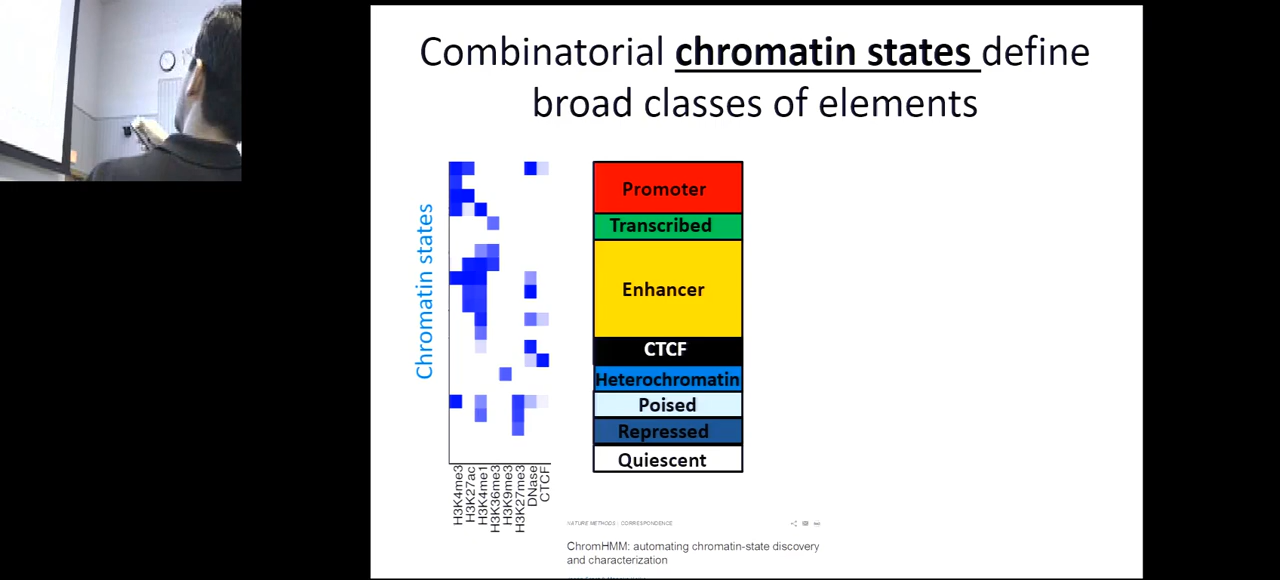 Combinatorial chromatin states define
broad classes of elements
Chromatin states
Promoter
Transcribed
Enhancer
CTCF
Heterochromatin
Poised
Repressed
Quiescent
H3K4me3
H3K27ac
H3K4me1
H3K36me3
H3K9me3
H3K27me3
DNase
CTCF
NATURE METHODS | CORRESPONDENCE
ChromHMM: automating chromatin-state discovery
and characterization